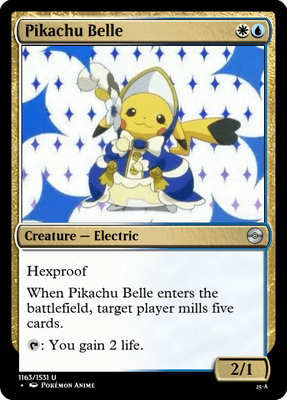 Pikachu Belle
Creature — Electric
Hexproof
When Pikachu Belle enters the
battlefield, target player mills five
cards.
: You gain 2 life.
2/1
1163/1531 U
• Pokémon Anime
25-A